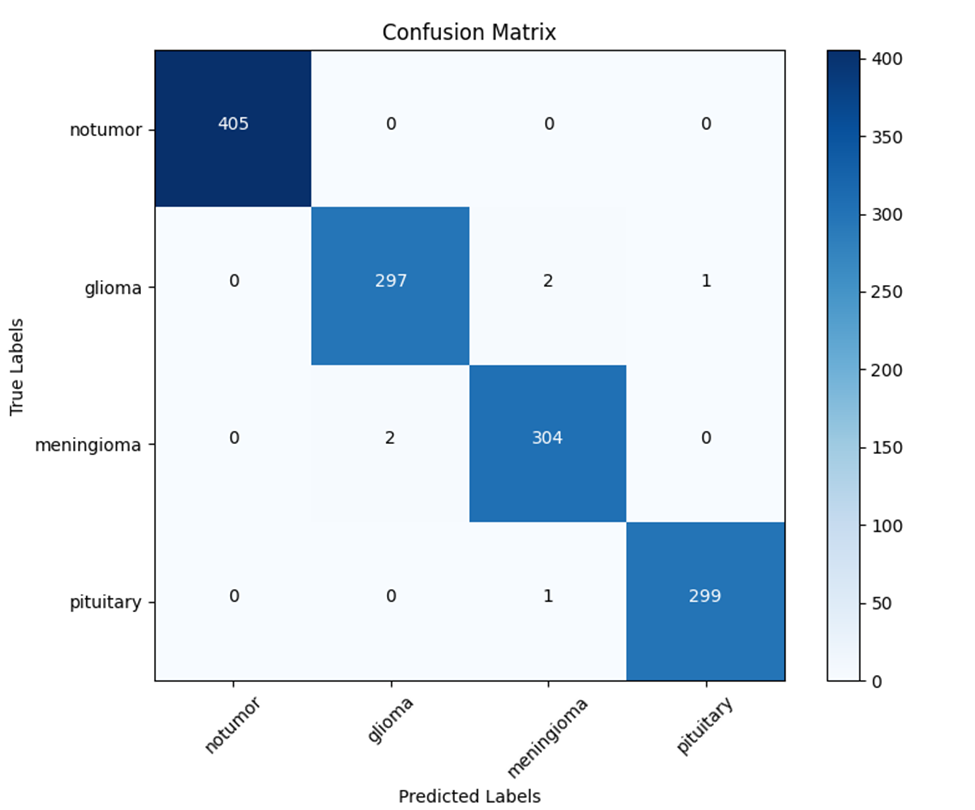 Confusion Matrix
True Labels
notumor 405 0 0 0
glioma 0 297 2 1
meningioma 0 2 304 0
pituitary 0 0 1 299
notumor glioma meningioma pituitary
Predicted Labels
400
350
300
250
200
150
100
50
0